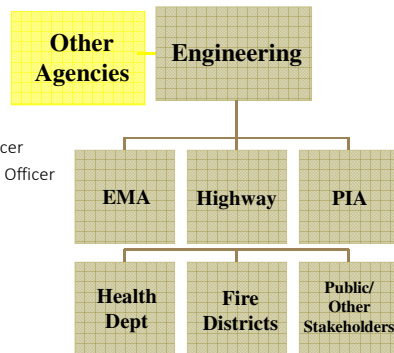 Other
Agencies
Engineering
cer
Officer
EMA
Highway
PIA
Health
Dept
Fire
Districts
Public/
Other
Stakeholders